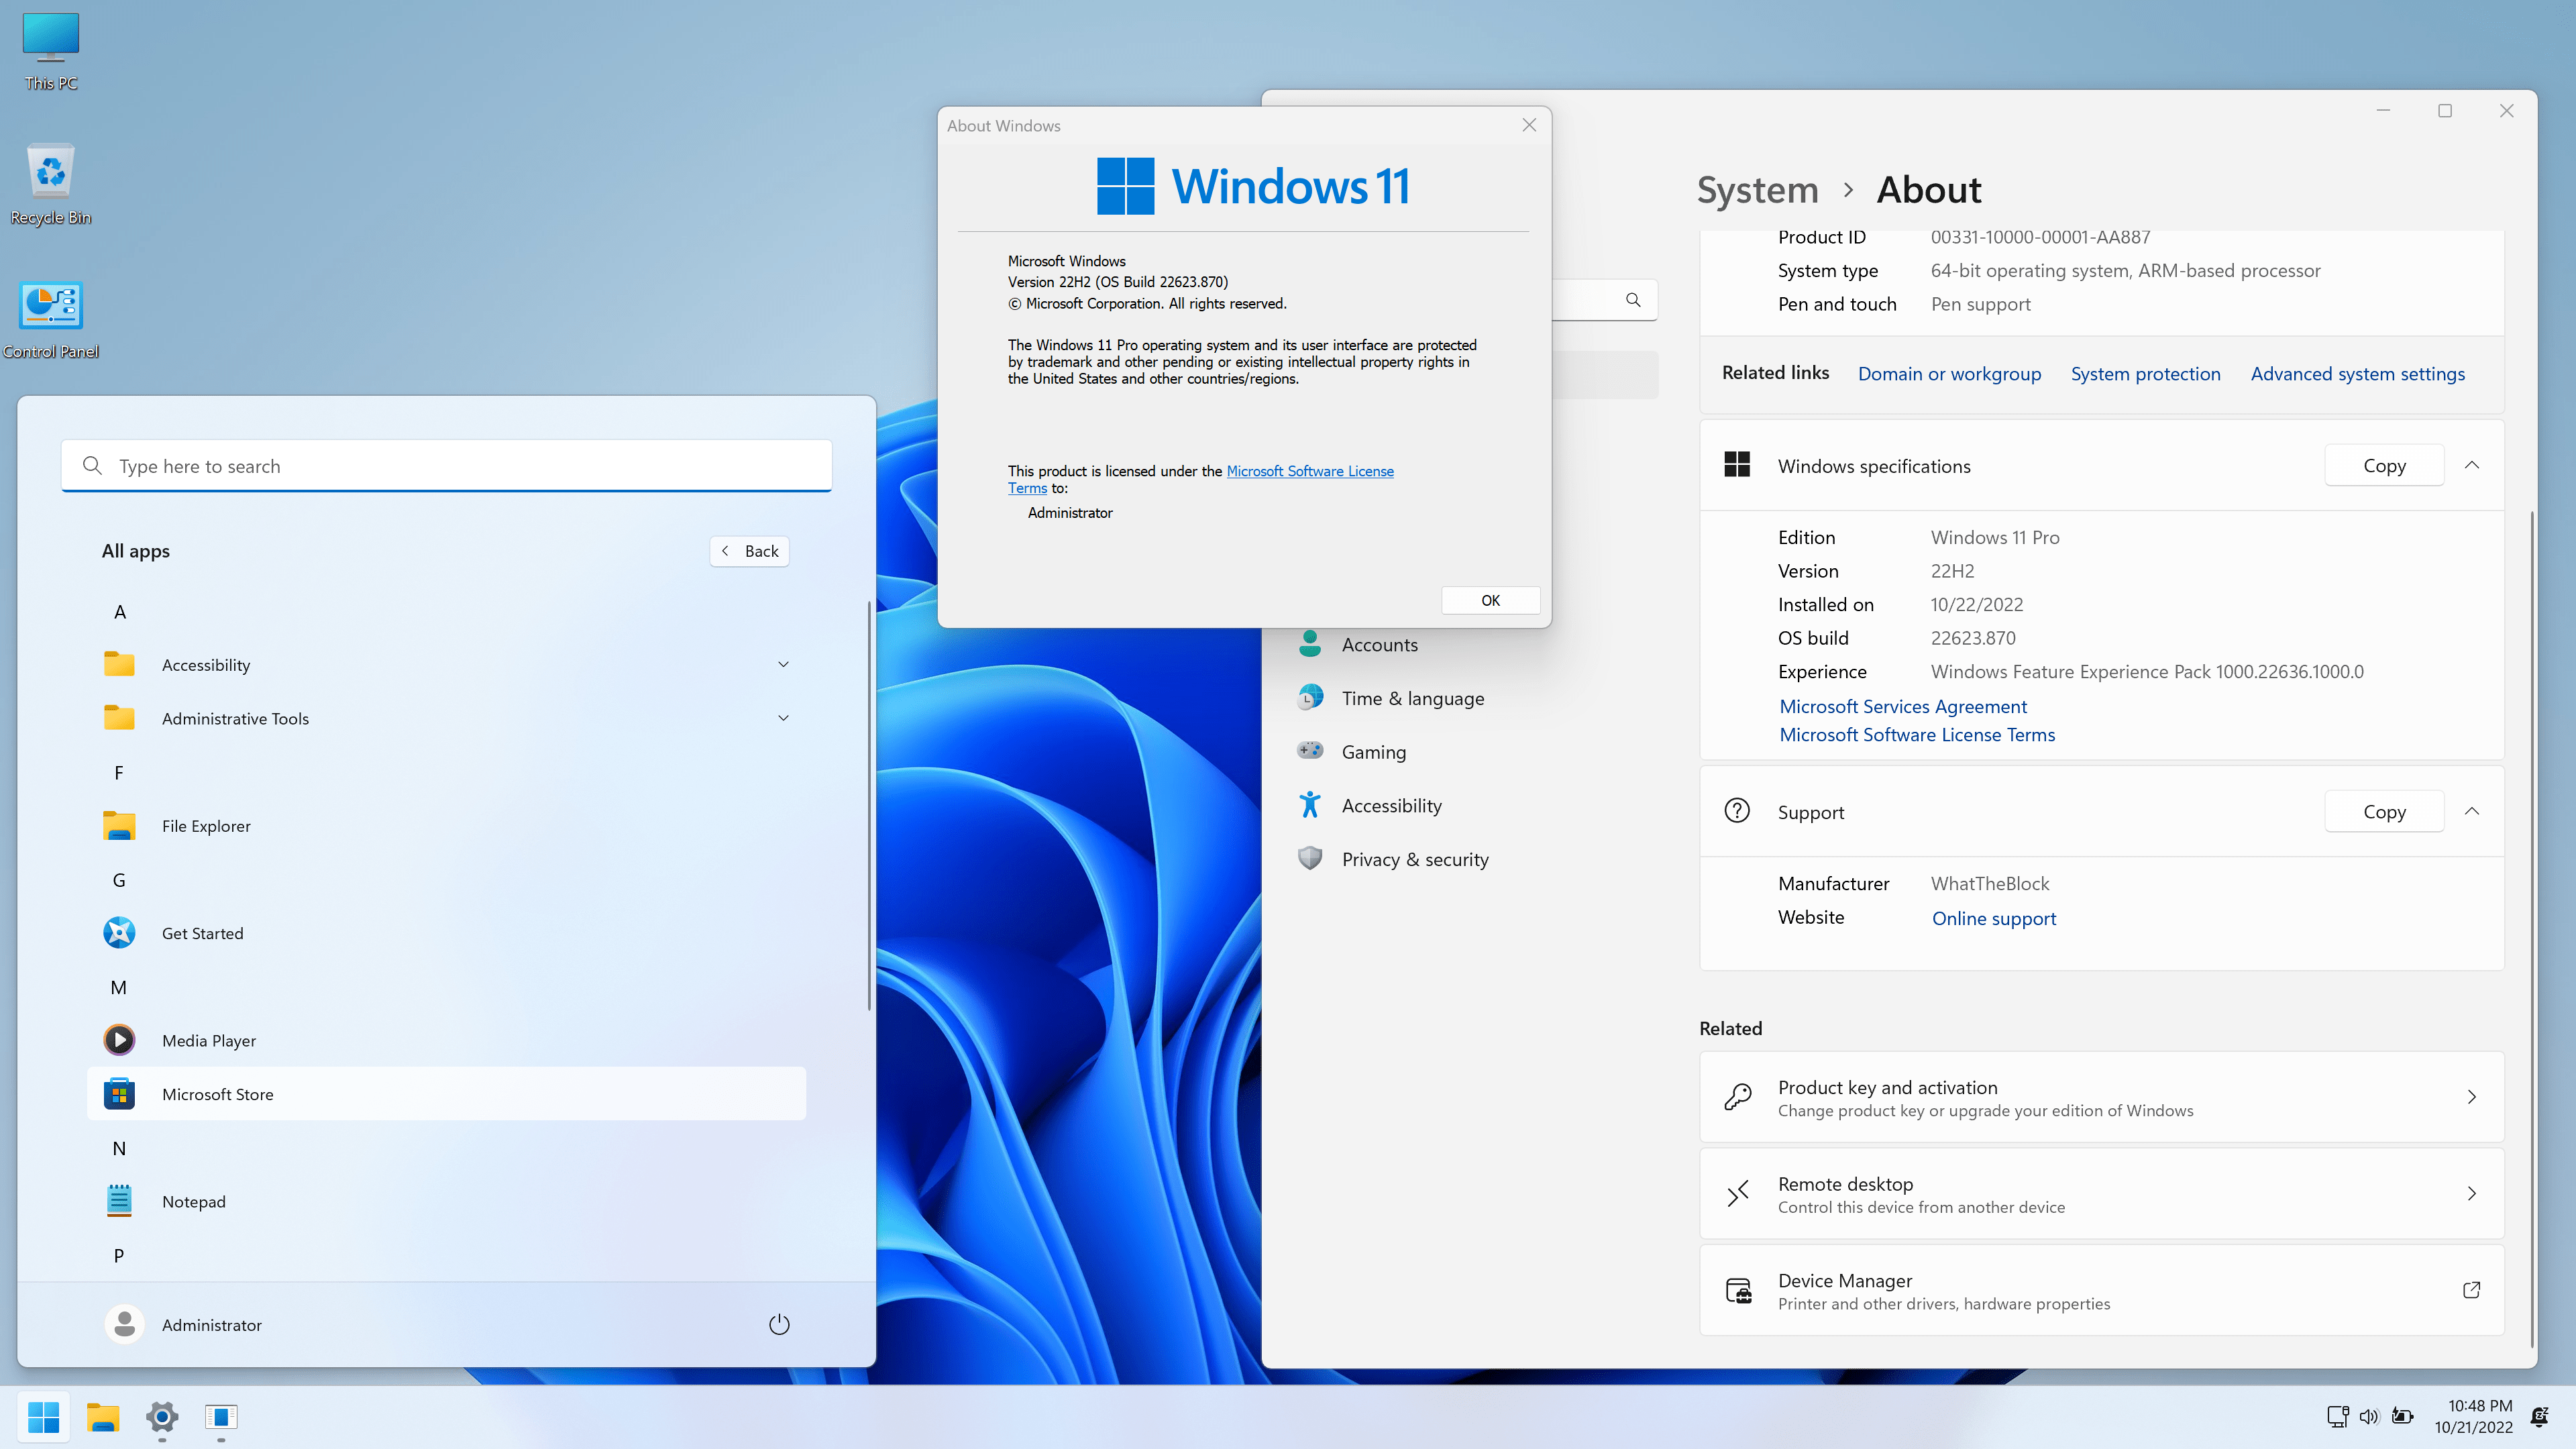 This PC
Recycle Bin
Control Panel
Type here to search
All apps
Back
A
Accessibility
Administrative Tools
F
File Explorer
G
Get Started
M
Media Player
Microsoft Store
N
Notepad
P
Administrator
About Windows
Windows 11
Microsoft Windows
Version 22H2 (OS Build 22623.870)
© Microsoft Corporation. All rights reserved.
The Windows 11 Pro operating system and its user interface are protected
by trademark and other pending or existing intellectual property rights in
the United States and other countries/regions.
This product is licensed under the Microsoft Software License
Terms to:
Administrator
OK
Accounts
Time & language
Gaming
Accessibility
Privacy & security
System > About
Product ID 00331-10000-00001-AA887
System type 64-bit operating system, ARM-based processor
Pen and touch Pen support
Related links Domain or workgroup System protection Advanced system settings
Windows specifications Copy
Edition Windows 11 Pro
Version 22H2
Installed on 10/22/2022
OS build 22623.870
Experience Windows Feature Experience Pack 1000.22636.1000.0
Microsoft Services Agreement
Microsoft Software License Terms
Support Copy
Manufacturer WhatTheBlock
Website Online support
Related
Product key and activation
Change product key or upgrade your edition of Windows
Remote desktop
Control this device from another device
Device Manager
Printer and other drivers, hardware properties
10:48 PM
10/21/2022